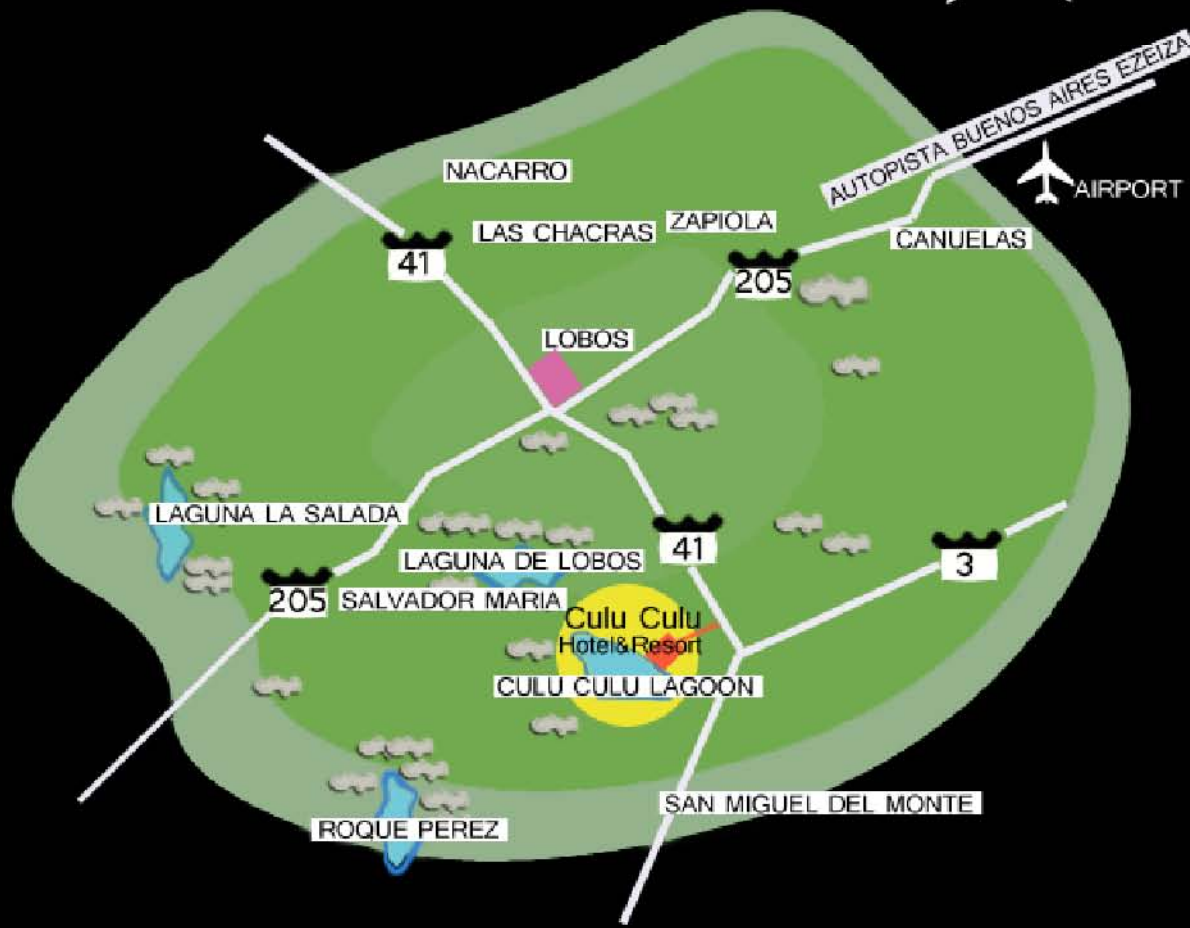 AUTOPISTA BUENOS AIRES EZEIZA
NACARRO
AIRPORT
ZAPIOLA
LAS CHACRAS
CANUELAS
41
205
LOBOS
LAGUNA LA SALADA
41
LAGUNA DE LOBOS
3
205
SALVADOR MARIA
Culu Culu
Hotel&Resort
CULU CULU LAGOON
SAN MIGUEL DEL MONTE
ROQUE PEREZ